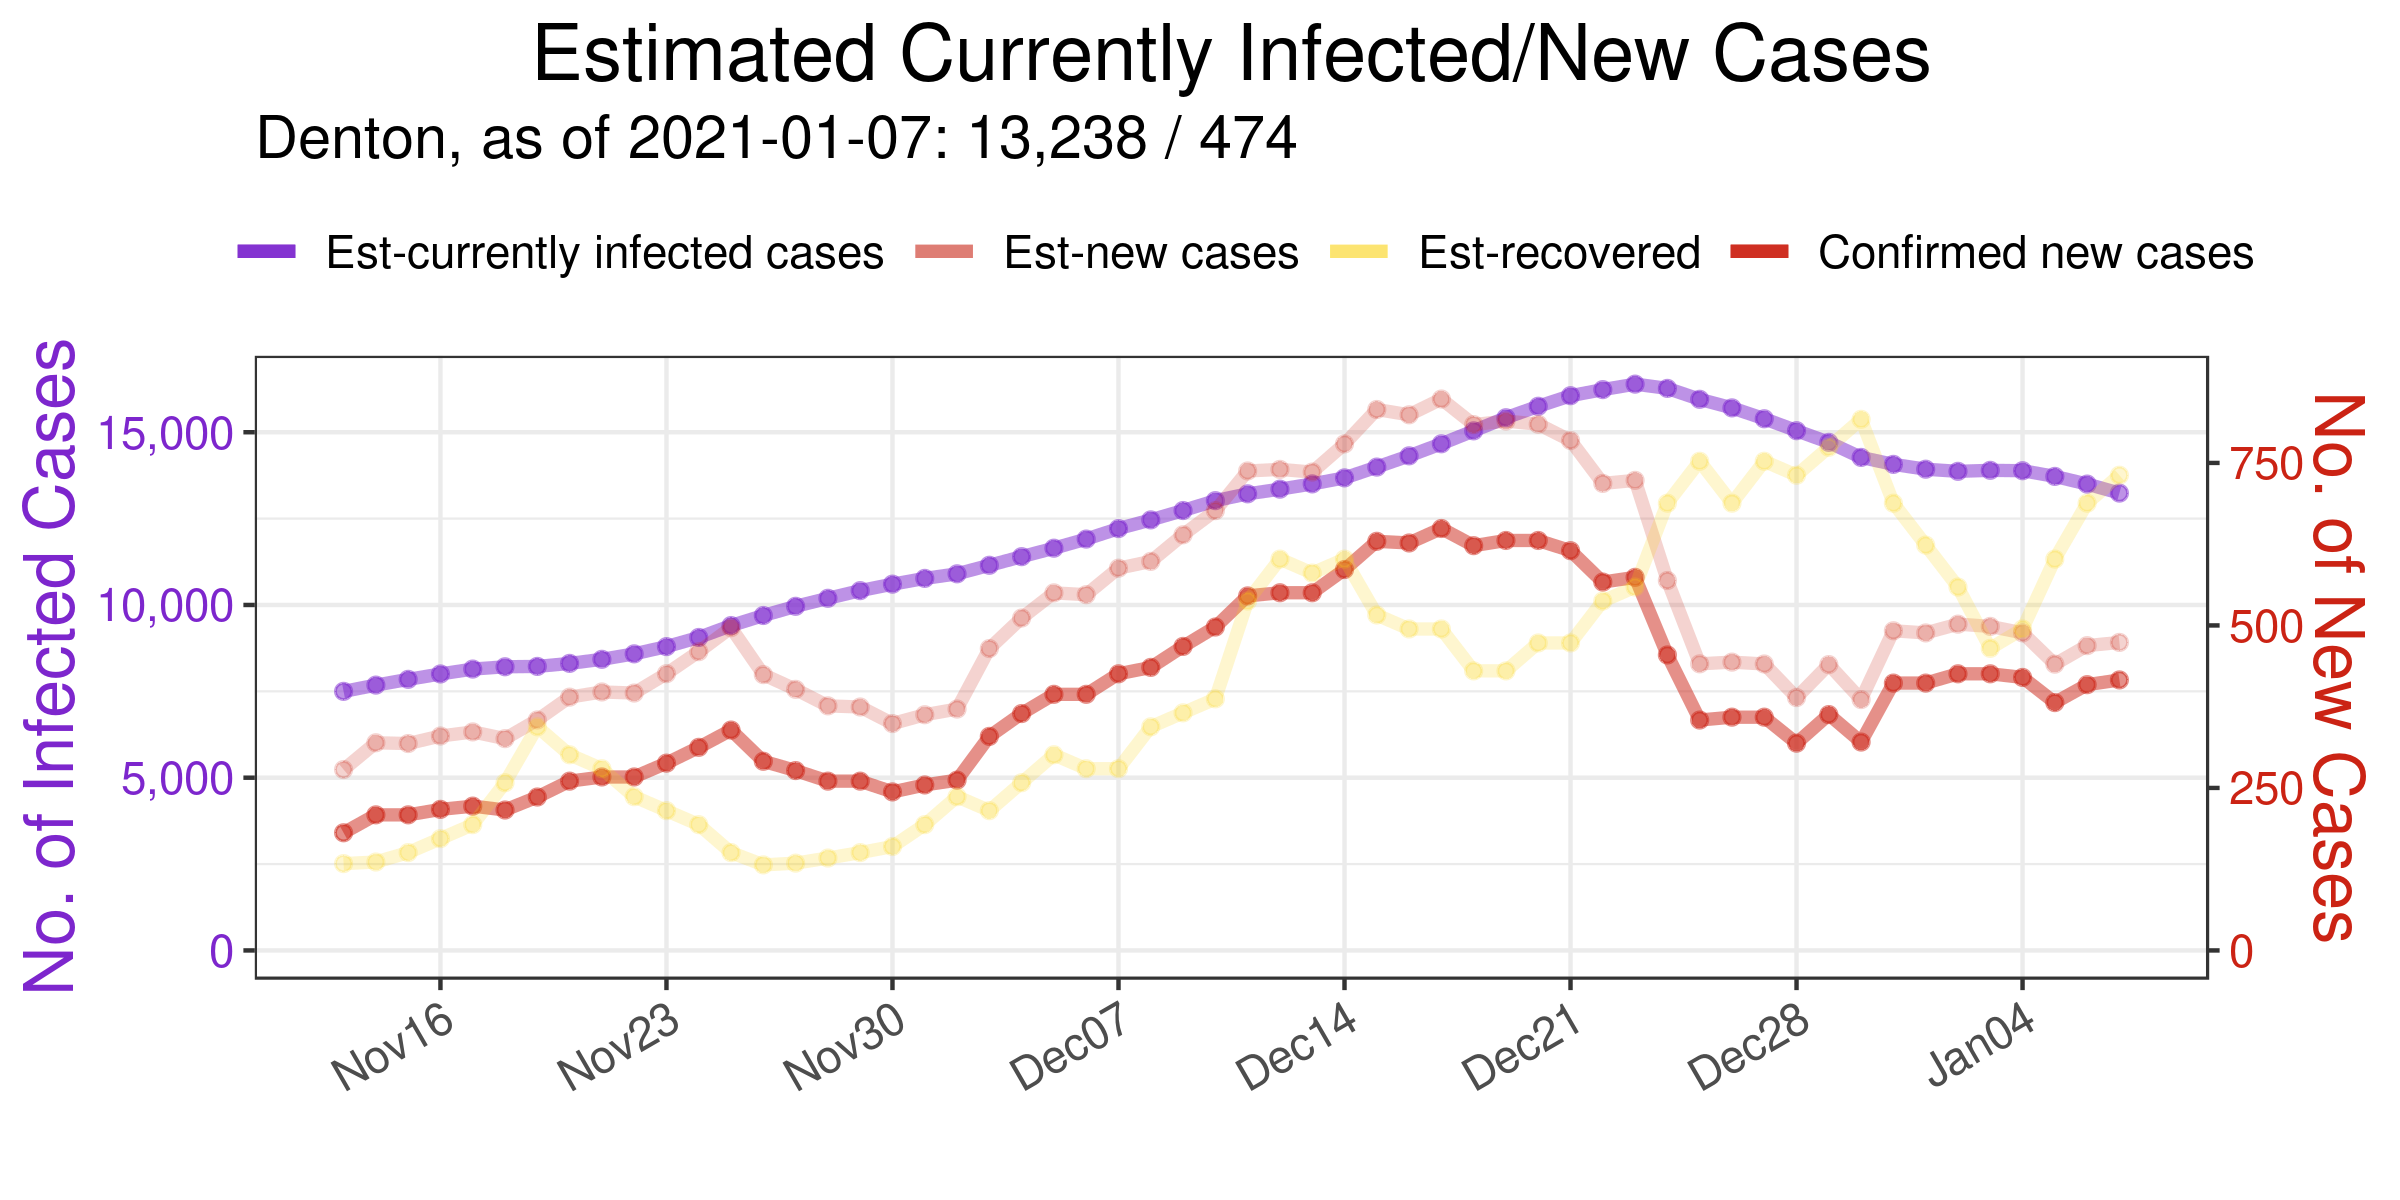 Estimated Currently Infected/New Cases
Denton, as of 2021-01-07: 13,238 / 474
Est-currently infected cases Est-new cases Est-recovered Confirmed new cases
No. of Infected Cases
15,000
10,000
5,000
0
750
500
250
0
No. of New Cases
Nov16 Nov23 Nov30 Dec07 Dec14 Dec21 Dec28 Jan04